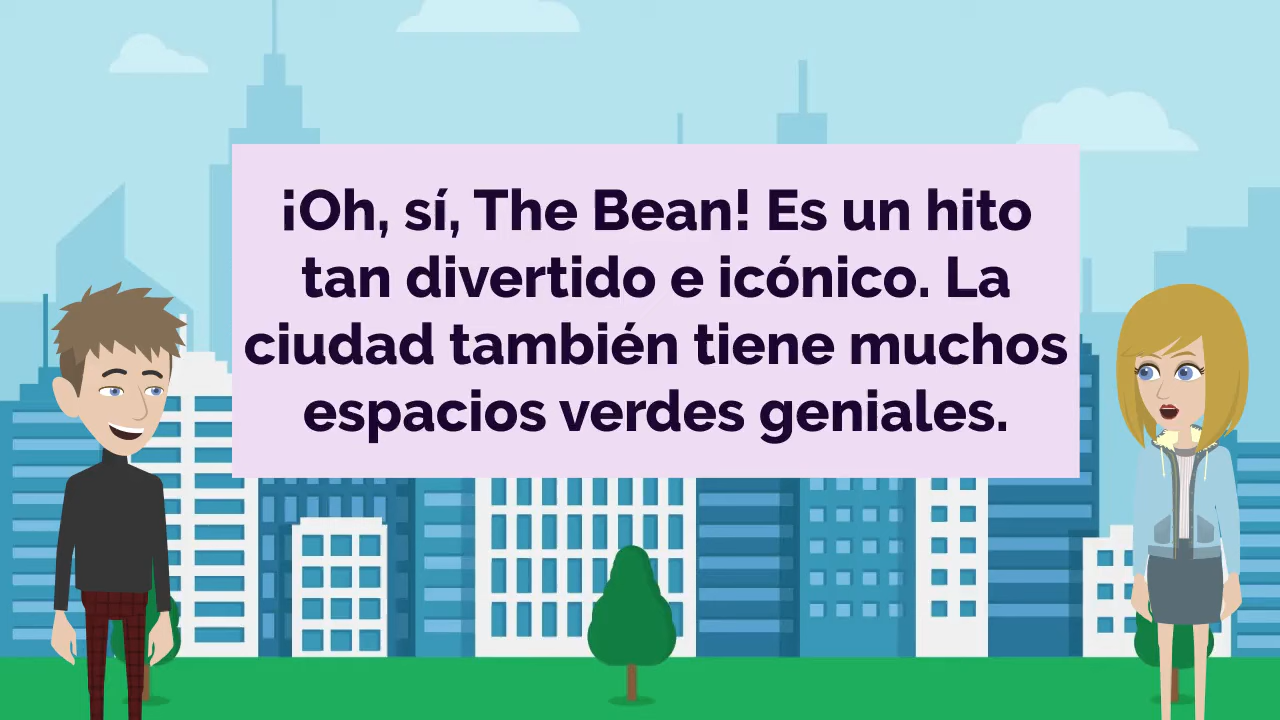 ¡Oh, sí, The Bean! Es un hito
tan divertido e icónico. La
ciudad también tiene muchos
espacios verdes geniales.